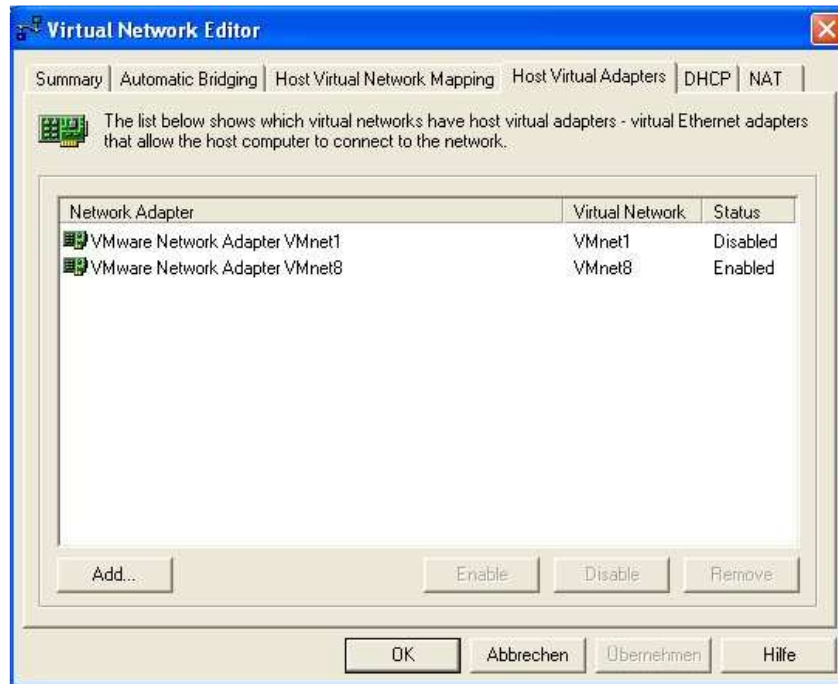 Virtual Network Editor
Summary Automatic Bridging Host Virtual Network Mapping Host Virtual Adapters DHCP NAT
The list below shows which virtual networks have host virtual adapters - virtual Ethernet adapters
that allow the host computer to connect to the network.
Network Adapter Virtual Network Status
VMware Network Adapter VMnet1 VMnet1 Disabled
VMware Network Adapter VMnet8 VMnet8 Enabled
Add... Enable Disable Remove
OK Abbrechen Übernehmen Hilfe